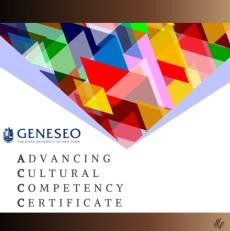 GENESEO
THE STATE UNIVERSITY OF NEW YORK
ADVANCING
CULTURAL
COMPETENCY
CERTIFICATE